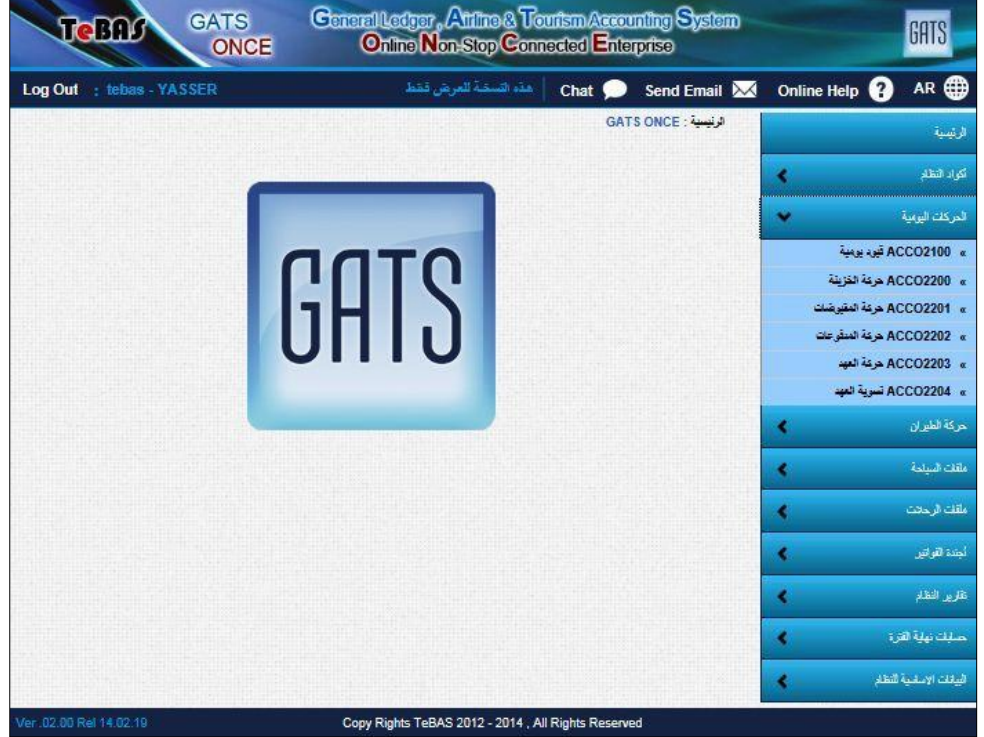 TeBAS
GATS ONCE
General Ledger , Airline & Tourism Accounting System
Online Non-Stop Connected Enterprise
GATS
Log Out : tebas - YASSER
هذه النسخة للعرض فقط
Chat
Send Email
Online Help ?
AR
الرئيسية : GATS ONCE
الرئيسية
أكواد النظام
الحركات اليومية
» ACCO2100 قيود يومية
» ACCO2200 حركة الخزينة
» ACCO2201 حركة المقبوضات
» ACCO2202 حركة المدفوعات
» ACCO2203 حركة العهد
» ACCO2204 تسوية العهد
حركة الطيران
ملفات السياحة
ملفات الرحلات
أجندة الفواتير
تقارير النظام
حسابات نهاية الفترة
البيانات الاساسية للنظام
GATS
Ver .02.00 Rel 14.02.19
Copy Rights TeBAS 2012 - 2014 , All Rights Reserved